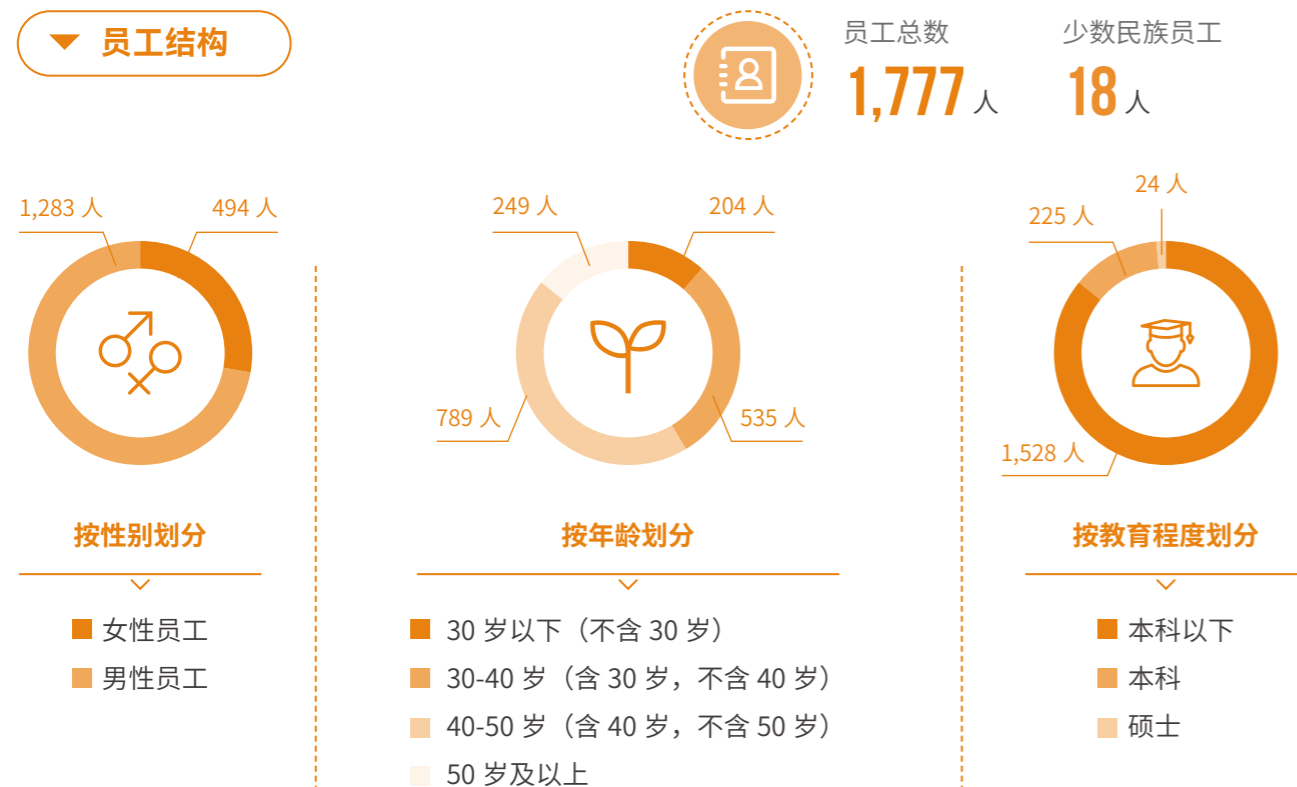 员工结构
员工总数
1,777 人
少数民族员工
18 人
1,283 人
494 人
按性别划分
女性员工
男性员工
249 人
204 人
789 人
535 人
按年龄划分
30 岁以下（不含 30 岁）
30-40 岁（含 30 岁，不含 40 岁）
40-50 岁（含 40 岁，不含 50 岁）
50 岁及以上
24 人
225 人
1,528 人
按教育程度划分
本科以下
本科
硕士